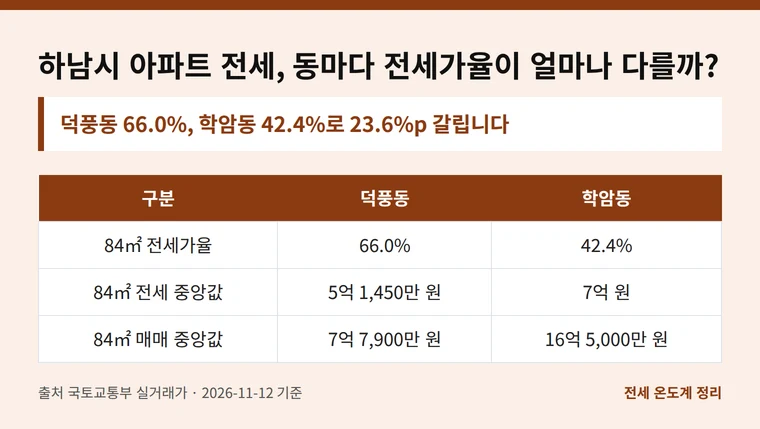 하남시 아파트 전세, 동마다 전세가율이 얼마나 다를까?
덕풍동 66.0%, 학암동 42.4%로 23.6%p 갈립니다
구분 덕풍동 학암동
84㎡ 전세가율 66.0% 42.4%
84㎡ 전세 중앙값 5억 1,450만 원 7억 원
84㎡ 매매 중앙값 7억 7,900만 원 16억 5,000만 원
출처 국토교통부 실거래가 · 2026-11-12 기준 전세 온도계 정리